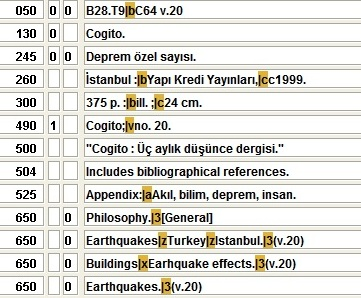 050 0 0 B28.T9|bC64 v.20
130 0 Cogito.
245 0 0 Deprem özel sayısı.
260 İstanbul :|bYapı Kredi Yayınları,|cc1999.
300 375 p. :|bill. ;|c24 cm.
490 1 Cogito;|vno. 20.
500 "Cogito : Üç aylık düşünce dergisi."
504 Includes bibliographical references.
525 Appendix:|aAkıl, bilim, deprem, insan.
650 0 Philosophy.|3[General]
650 0 Earthquakes|zTurkey|zIstanbul.|3(v.20)
650 0 Buildings|xEarhquake effects.|3(v.20)
650 0 Earthquakes.|3(v.20)